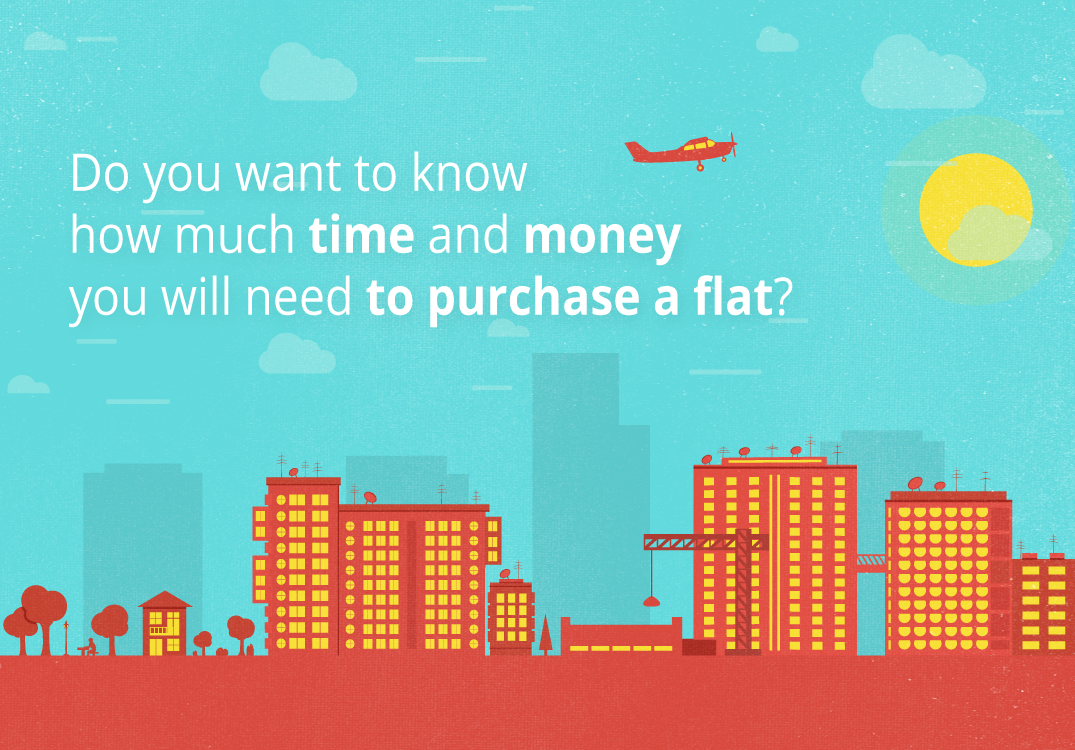 Do you want to know
how much time and money
you will need to purchase a flat?